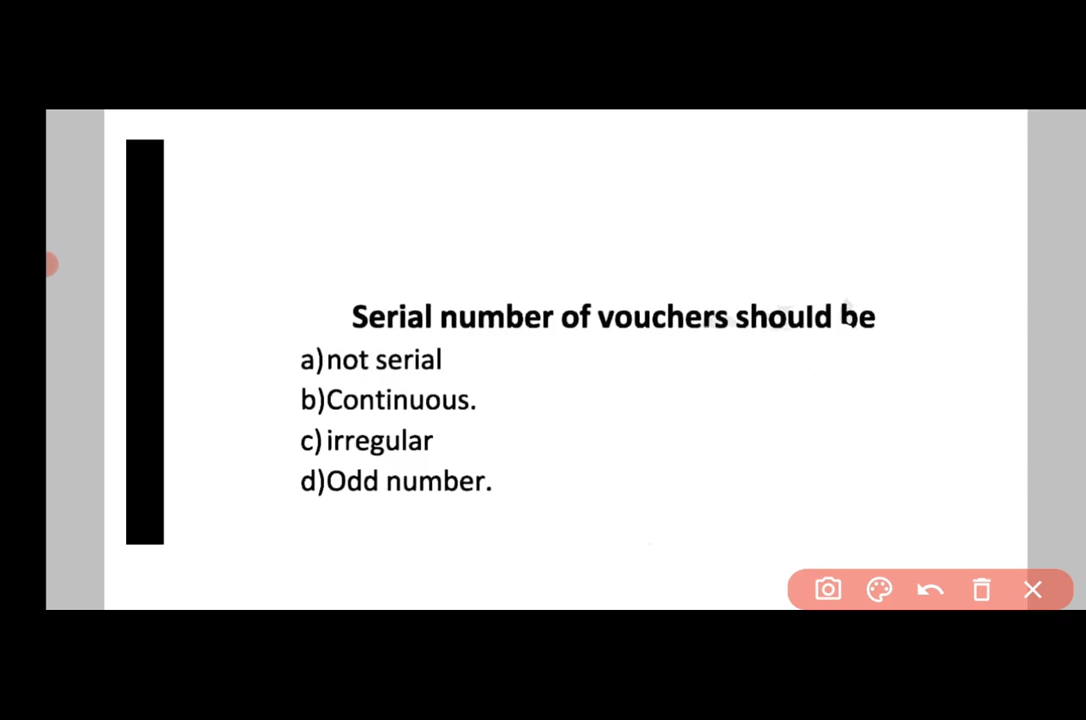 Serial number of vouchers should be
a)not serial
b)Continuous.
c)irregular
d)Odd number.